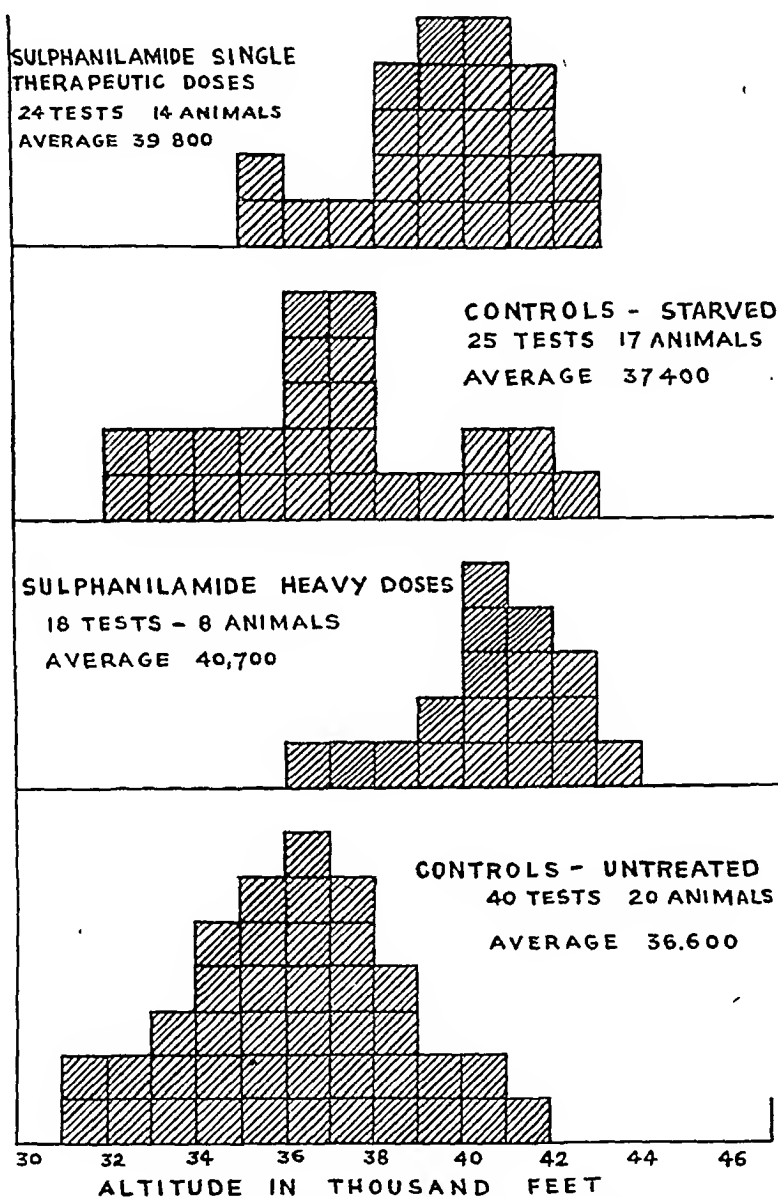 SULPHANILAMIDE SINGLE
THERAPEUTIC DOSES
24 TESTS 14 ANIMALS
AVERAGE 39 800
CONTROLS - STARVED
25 TESTS 17 ANIMALS
AVERAGE 37400
SULPHANILAMIDE HEAVY DOSES
18 TESTS - 8 ANIMALS
AVERAGE 40,700
CONTROLS - UNTREATED
40 TESTS 20 ANIMALS
AVERAGE 36.600
30 32 34 36 38 40 42 44 46
ALTITUDE IN THOUSAND FEET